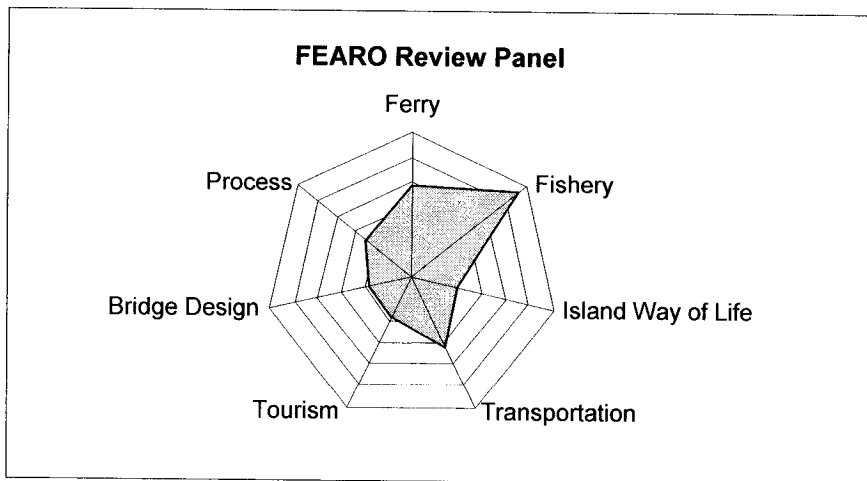 FEARO Review Panel
Ferry
Process
Fishery
Bridge Design
Island Way of Life
Tourism
Transportation